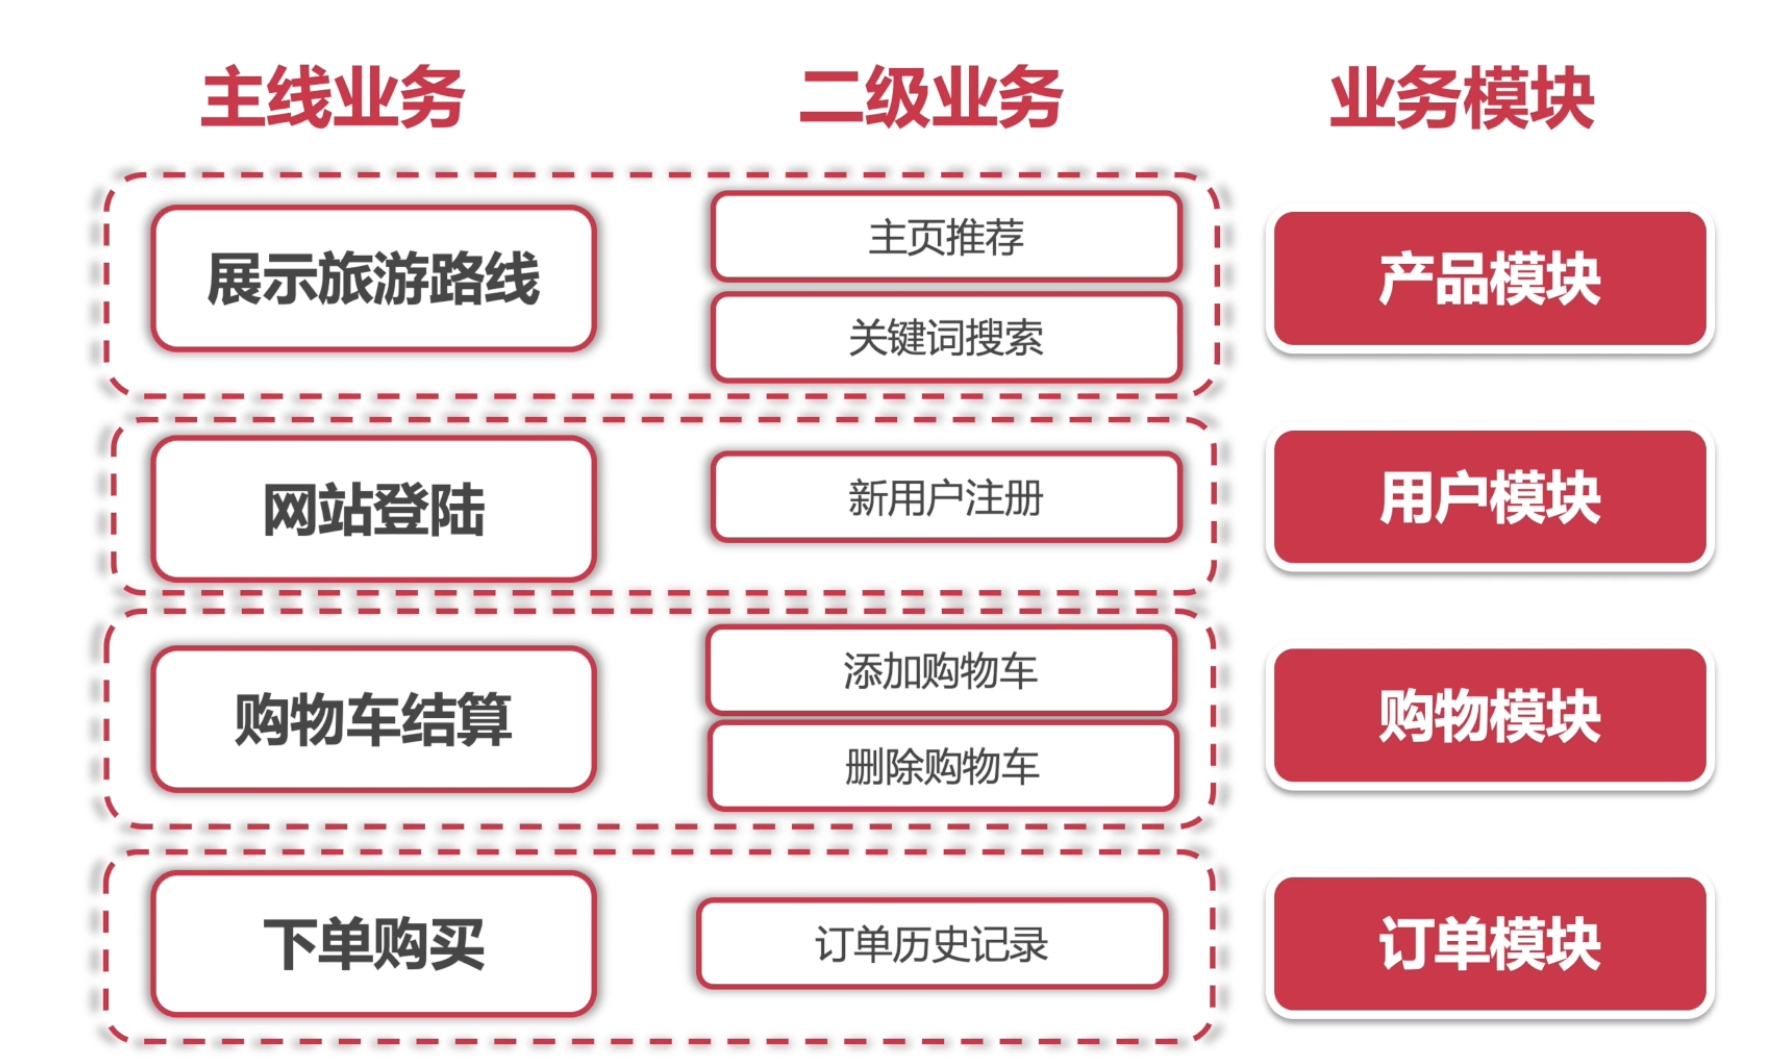 主线业务
二级业务
业务模块
展示旅游路线
主页推荐
关键词搜索
产品模块
网站登陆
新用户注册
用户模块
购物车结算
添加购物车
删除购物车
购物模块
下单购买
订单历史记录
订单模块